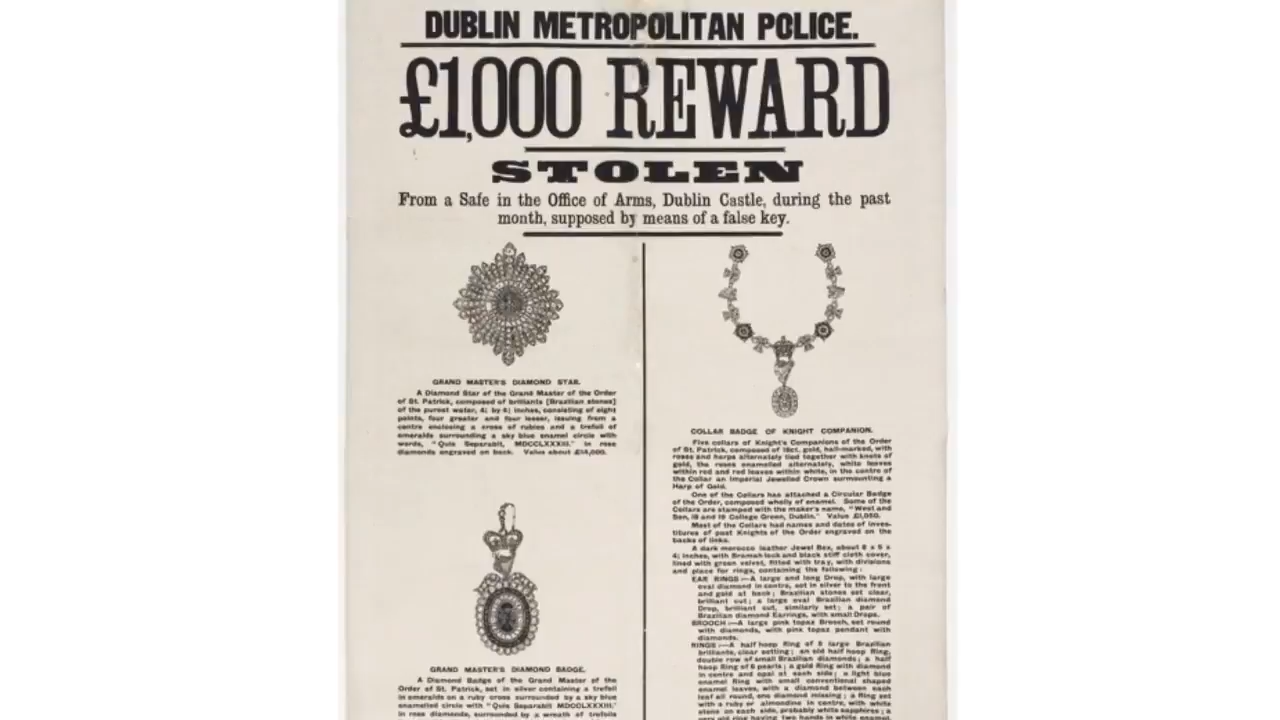 DUBLIN METROPOLITAN POLICE.
£1,000 REWARD
STOLEN
From a Safe in the Office of Arms, Dublin Castle, during the past
month, supposed by means of a false key.
GRAND MASTER'S DIAMOND STAR.
A Diamond Star of the Grand Master of the Order
of St. Patrick, composed of brilliants [Brazilian stones]
of the purest water, 4¾ by 4¼ inches, consisting of eight
points, four greater and four lesser, issuing from a
centre enclosing a cross of rubies and a trefoil of
emeralds surrounding a sky blue enamel circle with
words, "Quis Separabit, MDCCLXXXIII." in rose
diamonds engraved on back. Value about £14,000.
GRAND MASTER'S DIAMOND BADGE.
A Diamond Badge of the Grand Master of the
Order of St. Patrick, set in silver containing a trefoil
in emeralds on a ruby cross surrounded by a sky blue
enamelled circle with "Quis Separabit MDCCLXXXIII."
in rose diamonds, surrounded by a wreath of trefoils
COLLAR BADGE OF KNIGHT COMPANION.
Five collars of Knight's Companions of the Order
of St. Patrick, composed of 18ct. gold, hall-marked, with
roses and harps alternately tied together with knots of
gold, the roses enamelled alternately, white leaves
within red and red leaves within white, in the centre of
the Collar an Imperial Jewelled Crown surmounting a
Harp of Gold.
One of the Collars has attached a Circular Badge
of the Order, composed wholly of enamel. Some of the
Collars are stamped with the maker's name, "West and
Son, 18 and 19 College Green, Dublin." Value £1,050.
Most of the Collars had names and dates of inves-
titures of past Knights of the Order engraved on the
backs of links.
A dark morocco leather Jewel Box, about 8 x 5 x
inches, with Bramah lock and black stiff cloth cover,
lined with green velvet, fitted with tray, with divisions
and place for rings, containing the following :
EAR RINGS :—A large and long Drop, with large
oval diamond in centre, set in silver to the front
and gold at back; Brazilian stones set clear,
brilliant cut; a large oval Brazilian diamond
Drop, brilliant cut, similarly set; a pair of
Brazilian diamond Earrings, with small Drops.
BROOCH :—A large pink topaz Brooch, set round
with diamonds, with pink topaz pendant with
diamonds.
RINGS :—A half hoop Ring of 5 large Brazilian
brilliants, clear setting; an old half hoop Ring,
double row of small Brazilian diamonds; a half
hoop Ring of 6 pearls; a gold Ring with diamond
in centre and opal at each side; a light blue
enamel Ring with small conventional shaped
enamel leaves, with a diamond between each
leaf all round, one diamond missing; a Ring set
with a ruby or almondine in centre, with white
stone on each side, probably white sapphires; a
very old ring having two hands in white enamel,